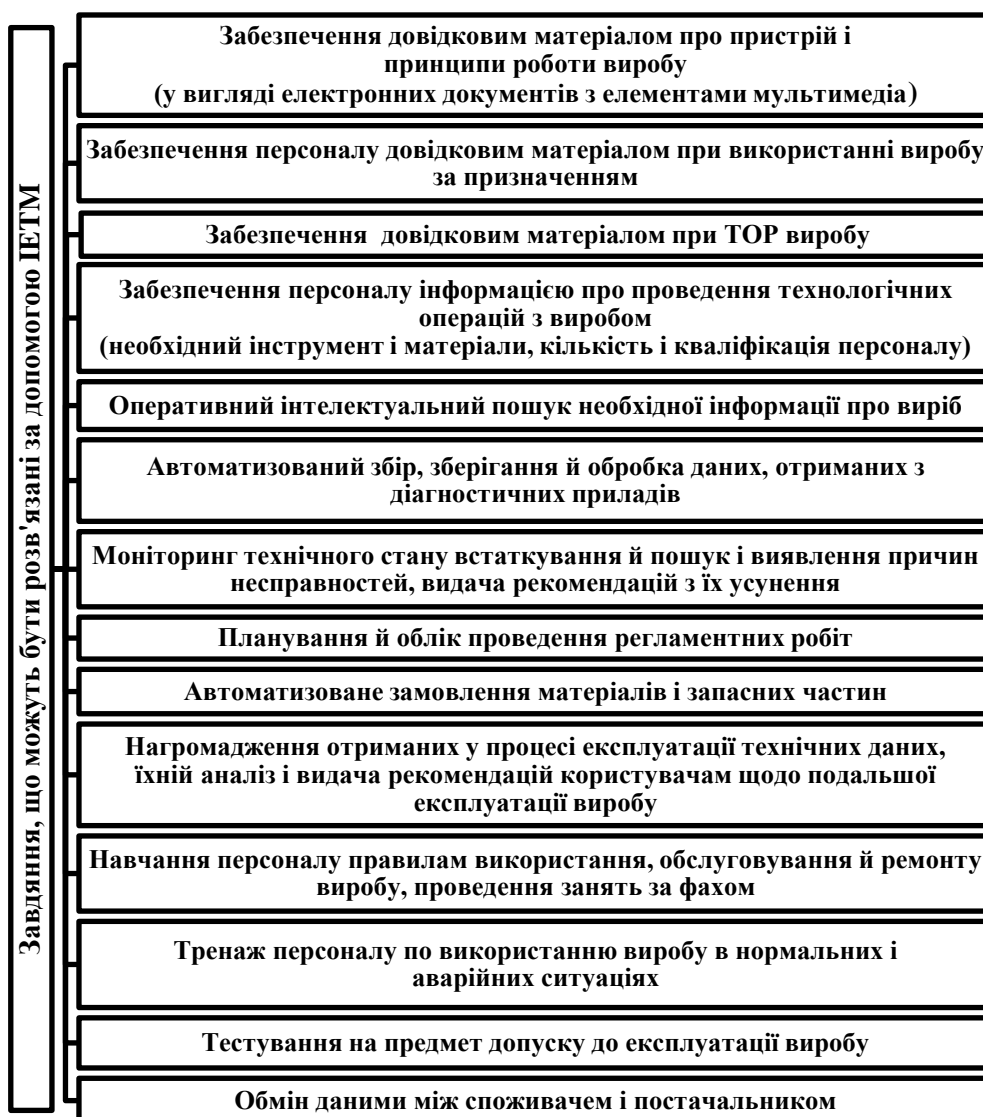 Завдяння, що можуть бути розв'язані за допомогою ІЕТМ
Забезпечення довідковим матеріалом про пристрій і
принципи роботи виробу
(у вигляді електронних документів з елементами мультимедіа)
Забезпечення персоналу довідковим матеріалом при використанні виробу
за призначенням
Забезпечення довідковим матеріалом при ТОР виробу
Забезпечення персоналу інформацією про проведення технологічних
операцій з виробом
(необхідний інструмент і матеріали, кількість і кваліфікація персоналу)
Оперативний інтелектуальний пошук необхідної інформації про виріб
Автоматизований збір, зберігання й обробка даних, отриманих з
діагностичних приладів
Моніторинг технічного стану встаткування й пошук і виявлення причин
несправностей, видача рекомендацій з їх усунення
Планування й облік проведення регламентних робіт
Автоматизоване замовлення матеріалів і запасних частин
Нагромадження отриманих у процесі експлуатації технічних даних,
їхній аналіз і видача рекомендацій користувачам щодо подальшої
експлуатації виробу
Навчання персоналу правилам використання, обслуговування й ремонту
виробу, проведення занять за фахом
Тренаж персоналу по використанню виробу в нормальних і
аварійних ситуаціях
Тестування на предмет допуску до експлуатації виробу
Обмін даними між споживачем і постачальником